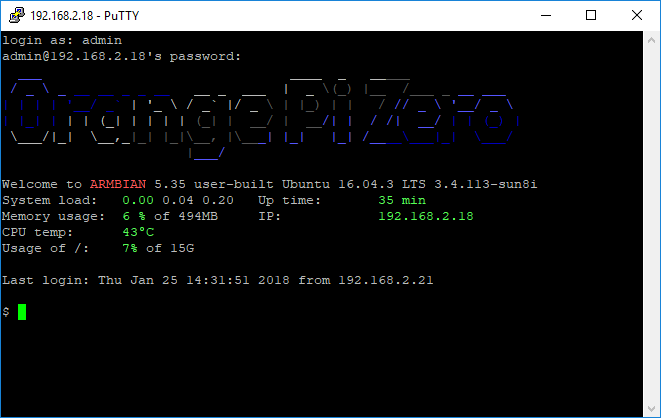 192.168.2.18 - PuTTY
login as: admin
admin@192.168.2.18's password:
OrangePiZero
Welcome to ARMBIAN 5.35 user-built Ubuntu 16.04.3 LTS 3.4.113-sun8i
System load: 0.00 0.04 0.20 Up time: 35 min
Memory usage: 6 % of 494MB IP: 192.168.2.18
CPU temp: 43°C
Usage of /: 7% of 15G
Last login: Thu Jan 25 14:31:51 2018 from 192.168.2.21
$